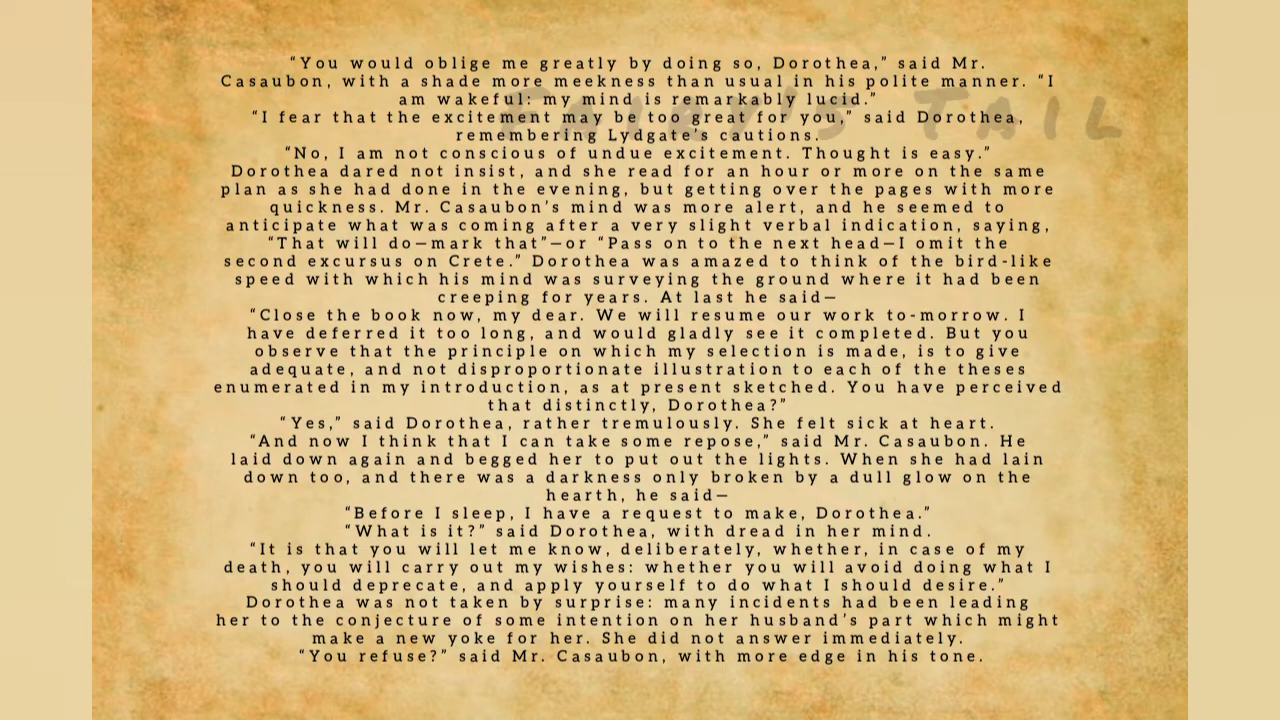 “You would oblige me greatly by doing so, Dorothea,” said Mr.
Casaubon, with a shade more meekness than usual in his polite manner. “I
am wakeful: my mind is remarkably lucid.”
“I fear that the excitement may be too great for you,” said Dorothea,
remembering Lydgate’s cautions.
“No, I am not conscious of undue excitement. Thought is easy.”
Dorothea dared not insist, and she read for an hour or more on the same
plan as she had done in the evening, but getting over the pages with more
quickness. Mr. Casaubon’s mind was more alert, and he seemed to
anticipate what was coming after a very slight verbal indication, saying,
“That will do—mark that”—or “Pass on to the next head—I omit the
second excursus on Crete.” Dorothea was amazed to think of the bird-like
speed with which his mind was surveying the ground where it had been
creeping for years. At last he said—
“Close the book now, my dear. We will resume our work to-morrow. I
have deferred it too long, and would gladly see it completed. But you
observe that the principle on which my selection is made, is to give
adequate, and not disproportionate illustration to each of the theses
enumerated in my introduction, as at present sketched. You have perceived
that distinctly, Dorothea?”
“Yes,” said Dorothea, rather tremulously. She felt sick at heart.
“And now I think that I can take some repose,” said Mr. Casaubon. He
laid down again and begged her to put out the lights. When she had lain
down too, and there was a darkness only broken by a dull glow on the
hearth, he said—
“Before I sleep, I have a request to make, Dorothea.”
“What is it?” said Dorothea, with dread in her mind.
“It is that you will let me know, deliberately, whether, in case of my
death, you will carry out my wishes: whether you will avoid doing what I
should deprecate, and apply yourself to do what I should desire.”
Dorothea was not taken by surprise: many incidents had been leading
her to the conjecture of some intention on her husband’s part which might
make a new yoke for her. She did not answer immediately.
“You refuse?” said Mr. Casaubon, with more edge in his tone.
TAIL